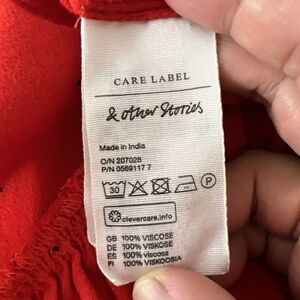 CARE LABEL
& other Stories
Made in India
O/N 207028
P/N 0569117 7
30 P
clevercare.info
GB 100% VISCOSE
DE 100% VISKOSE
ES 100% viscosa
FI 100% VISKOOSIA